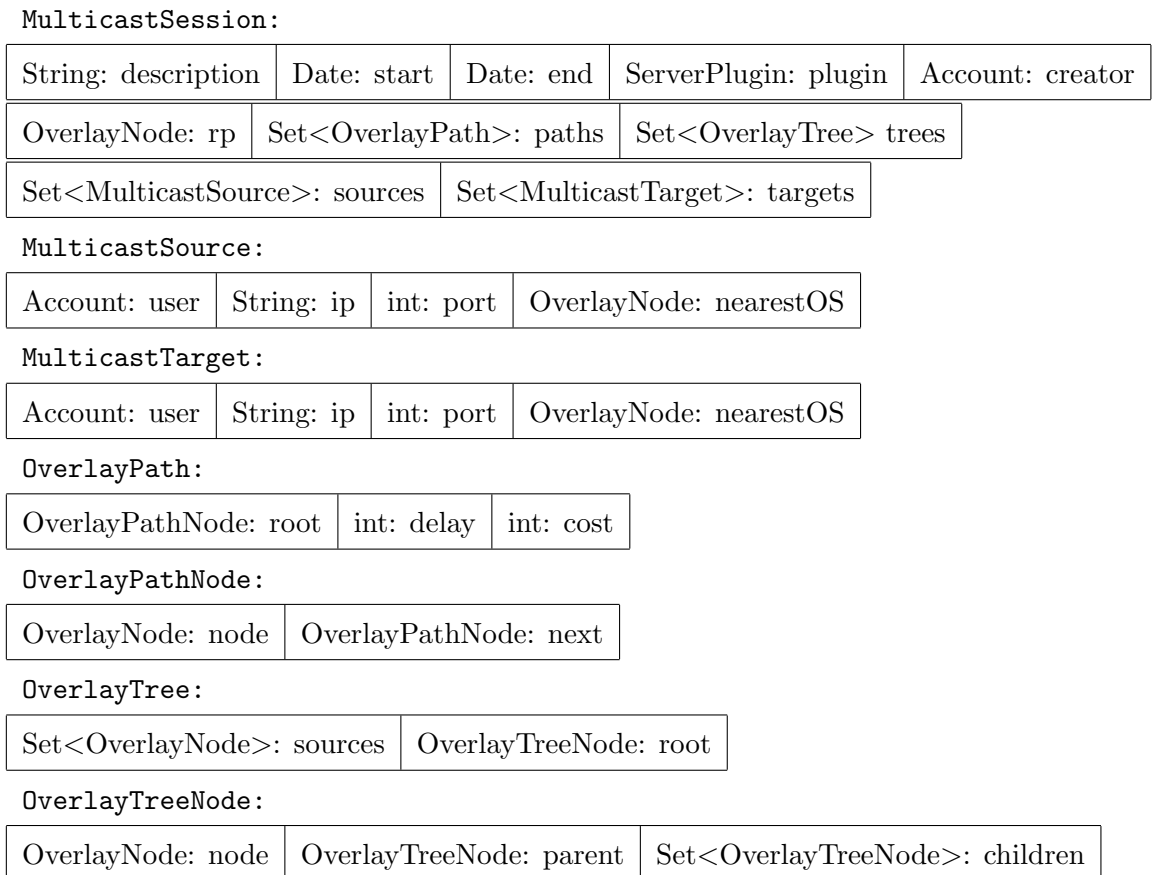 MulticastSession:
String: description Date: start Date: end ServerPlugin: plugin Account: creator
OverlayNode: rp Set<OverlayPath>: paths Set<OverlayTree> trees
Set<MulticastSource>: sources Set<MulticastTarget>: targets
MulticastSource:
Account: user String: ip int: port OverlayNode: nearestOS
MulticastTarget:
Account: user String: ip int: port OverlayNode: nearestOS
OverlayPath:
OverlayPathNode: root int: delay int: cost
OverlayPathNode:
OverlayNode: node OverlayPathNode: next
OverlayTree:
Set<OverlayNode>: sources OverlayTreeNode: root
OverlayTreeNode:
OverlayNode: node OverlayTreeNode: parent Set<OverlayTreeNode>: children